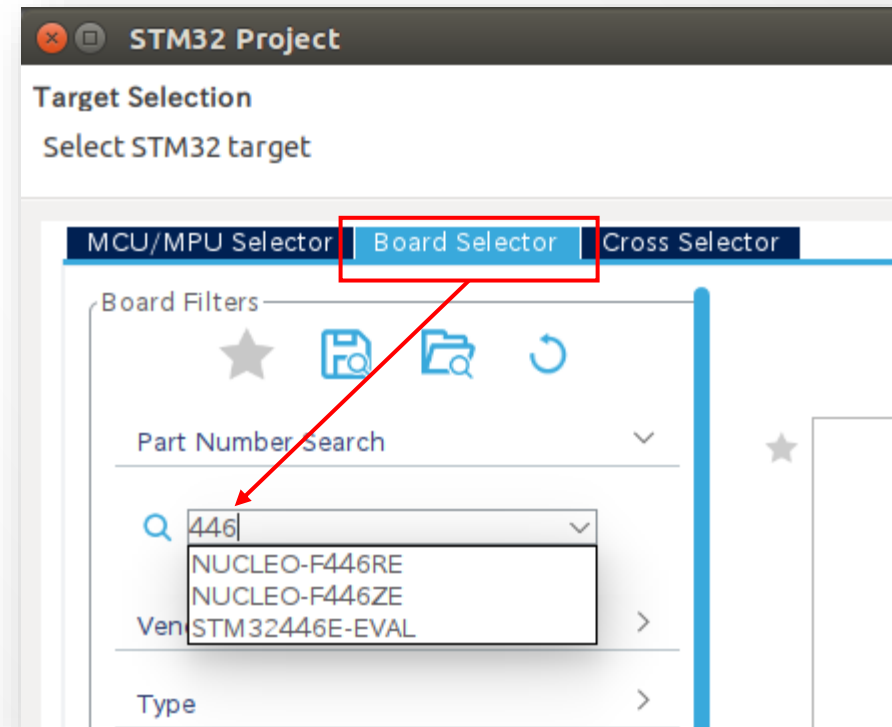 STM32 Project
Target Selection
Select STM32 target
MCU/MPU Selector Board Selector Cross Selector
Board Filters
Part Number Search
446
NUCLEO-F446RE
NUCLEO-F446ZE
STM32446E-EVAL
Type